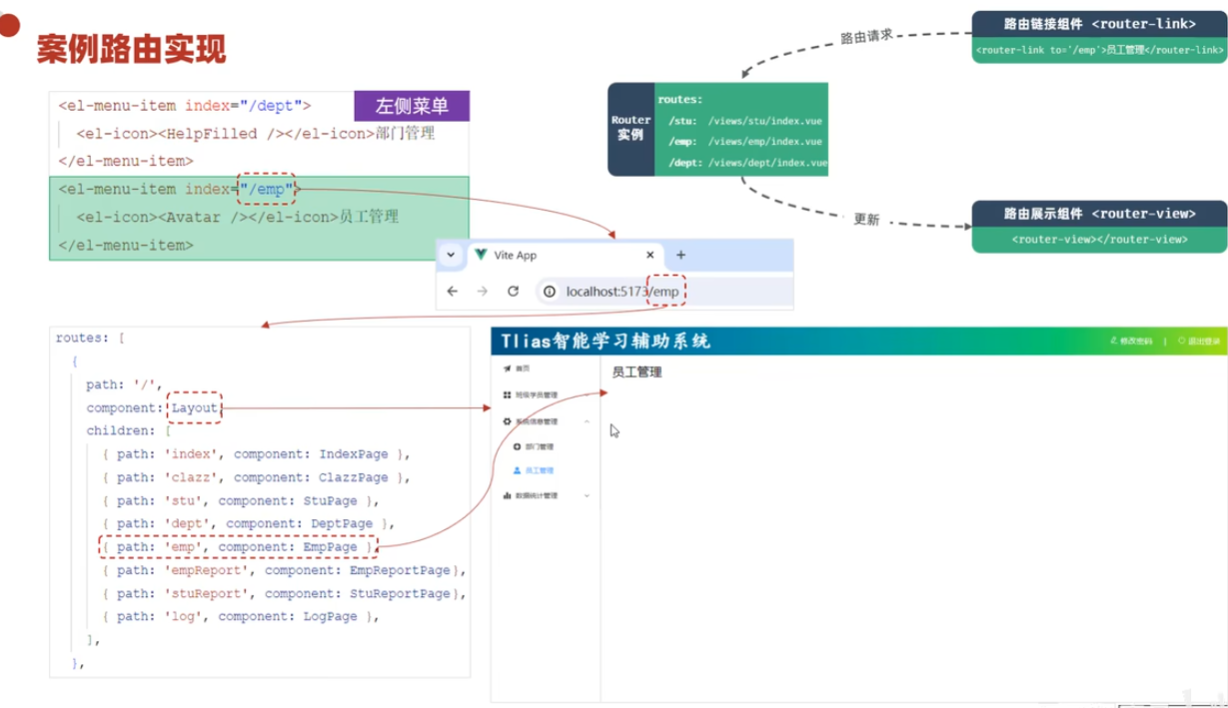 案例路由实现
路由链接组件 <router-link>
<router-link to='/emp'>员工管理</router-link>
路由请求
Router
实例
routes:
/stu: /views/stu/index.vue
/emp: /views/emp/index.vue
/dept: /views/dept/index.vue
更新
路由展示组件 <router-view>
<router-view></router-view>
左侧菜单
<el-menu-item index="/dept">
<el-icon><HelpFilled /></el-icon>部门管理
</el-menu-item>
<el-menu-item index="/emp">
<el-icon><Avatar /></el-icon>员工管理
</el-menu-item>
Vite App
localhost:5173/emp
routes: [
{
path: '/',
component: Layout,
children: [
{ path: 'index', component: IndexPage },
{ path: 'clazz', component: ClazzPage },
{ path: 'stu', component: StuPage },
{ path: 'dept', component: DeptPage },
{ path: 'emp', component: EmpPage },
{ path: 'empReport', component: EmpReportPage},
{ path: 'stuReport', component: StuReportPage},
{ path: 'log', component: LogPage },
],
},
Tlias智能学习辅助系统
修改密码 | 退出登录
首页
班级学员管理
系统信息管理
部门管理
员工管理
数据统计管理
员工管理